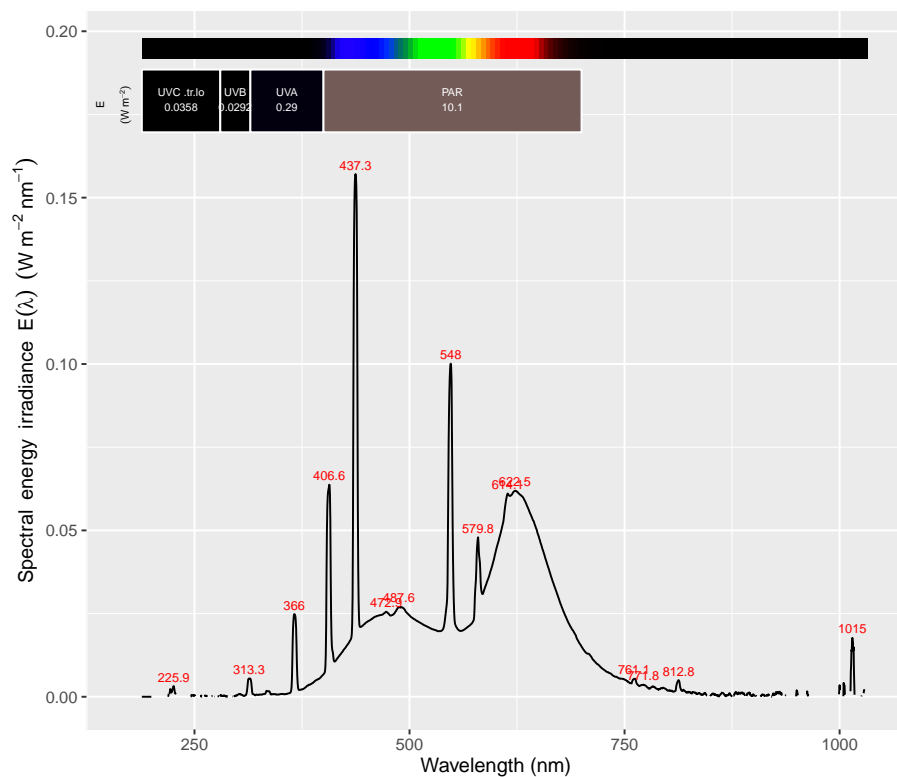 0.20
UVC .tr.lo UVB UVA PAR
0.0358 0.0292 0.29 10.1
E
(W m⁻²)
437.3
0.15
0.10
548
406.6
622.5
614.1
579.8
0.05
366
487.6
472.9
1015
761.1
771.8
812.8
313.3
225.9
0.00
250 500 750 1000
Wavelength (nm)
Spectral energy irradiance E(λ) (W m⁻² nm⁻¹)